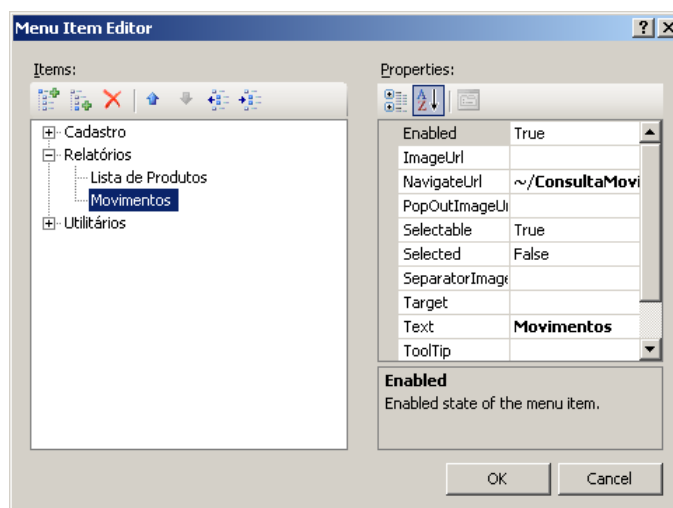 Menu Item Editor
Items:
Cadastro
Relatórios
Lista de Produtos
Movimentos
Utilitários
Properties:
Enabled True
ImageUrl
NavigateUrl ~/ConsultaMovi
PopOutImageUr
Selectable True
Selected False
SeparatorImage
Target
Text Movimentos
ToolTip
Enabled
Enabled state of the menu item.
OK Cancel